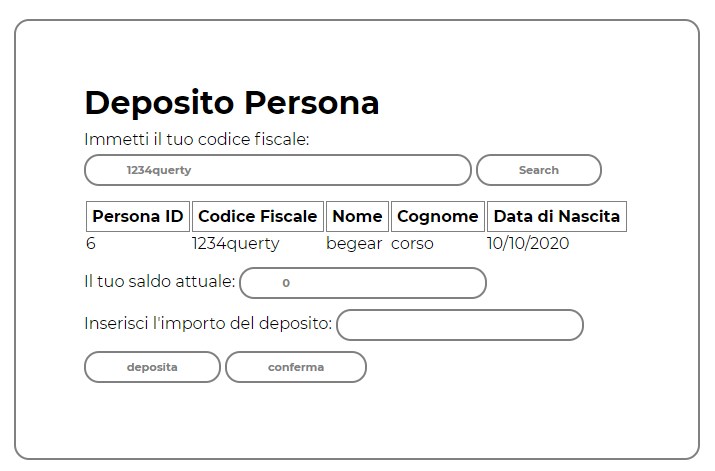 Deposito Persona
Immetti il tuo codice fiscale:
1234querty Search
Persona ID Codice Fiscale Nome Cognome Data di Nascita
6 1234querty begear corso 10/10/2020
Il tuo saldo attuale: 0
Inserisci l'importo del deposito:
deposita conferma